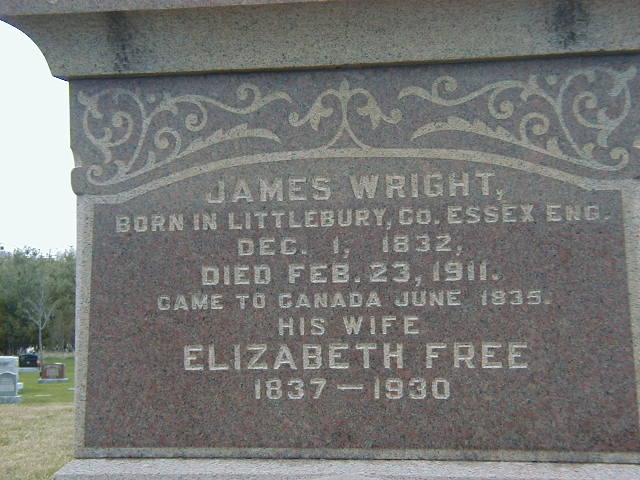 JAMES WRIGHT,
BORN IN LITTLEBURY, CO. ESSEX ENG.
DEC. 1, 1832.
DIED FEB. 23, 1911.
CAME TO CANADA JUNE 1835.
HIS WIFE
ELIZABETH FREE
1837 — 1930